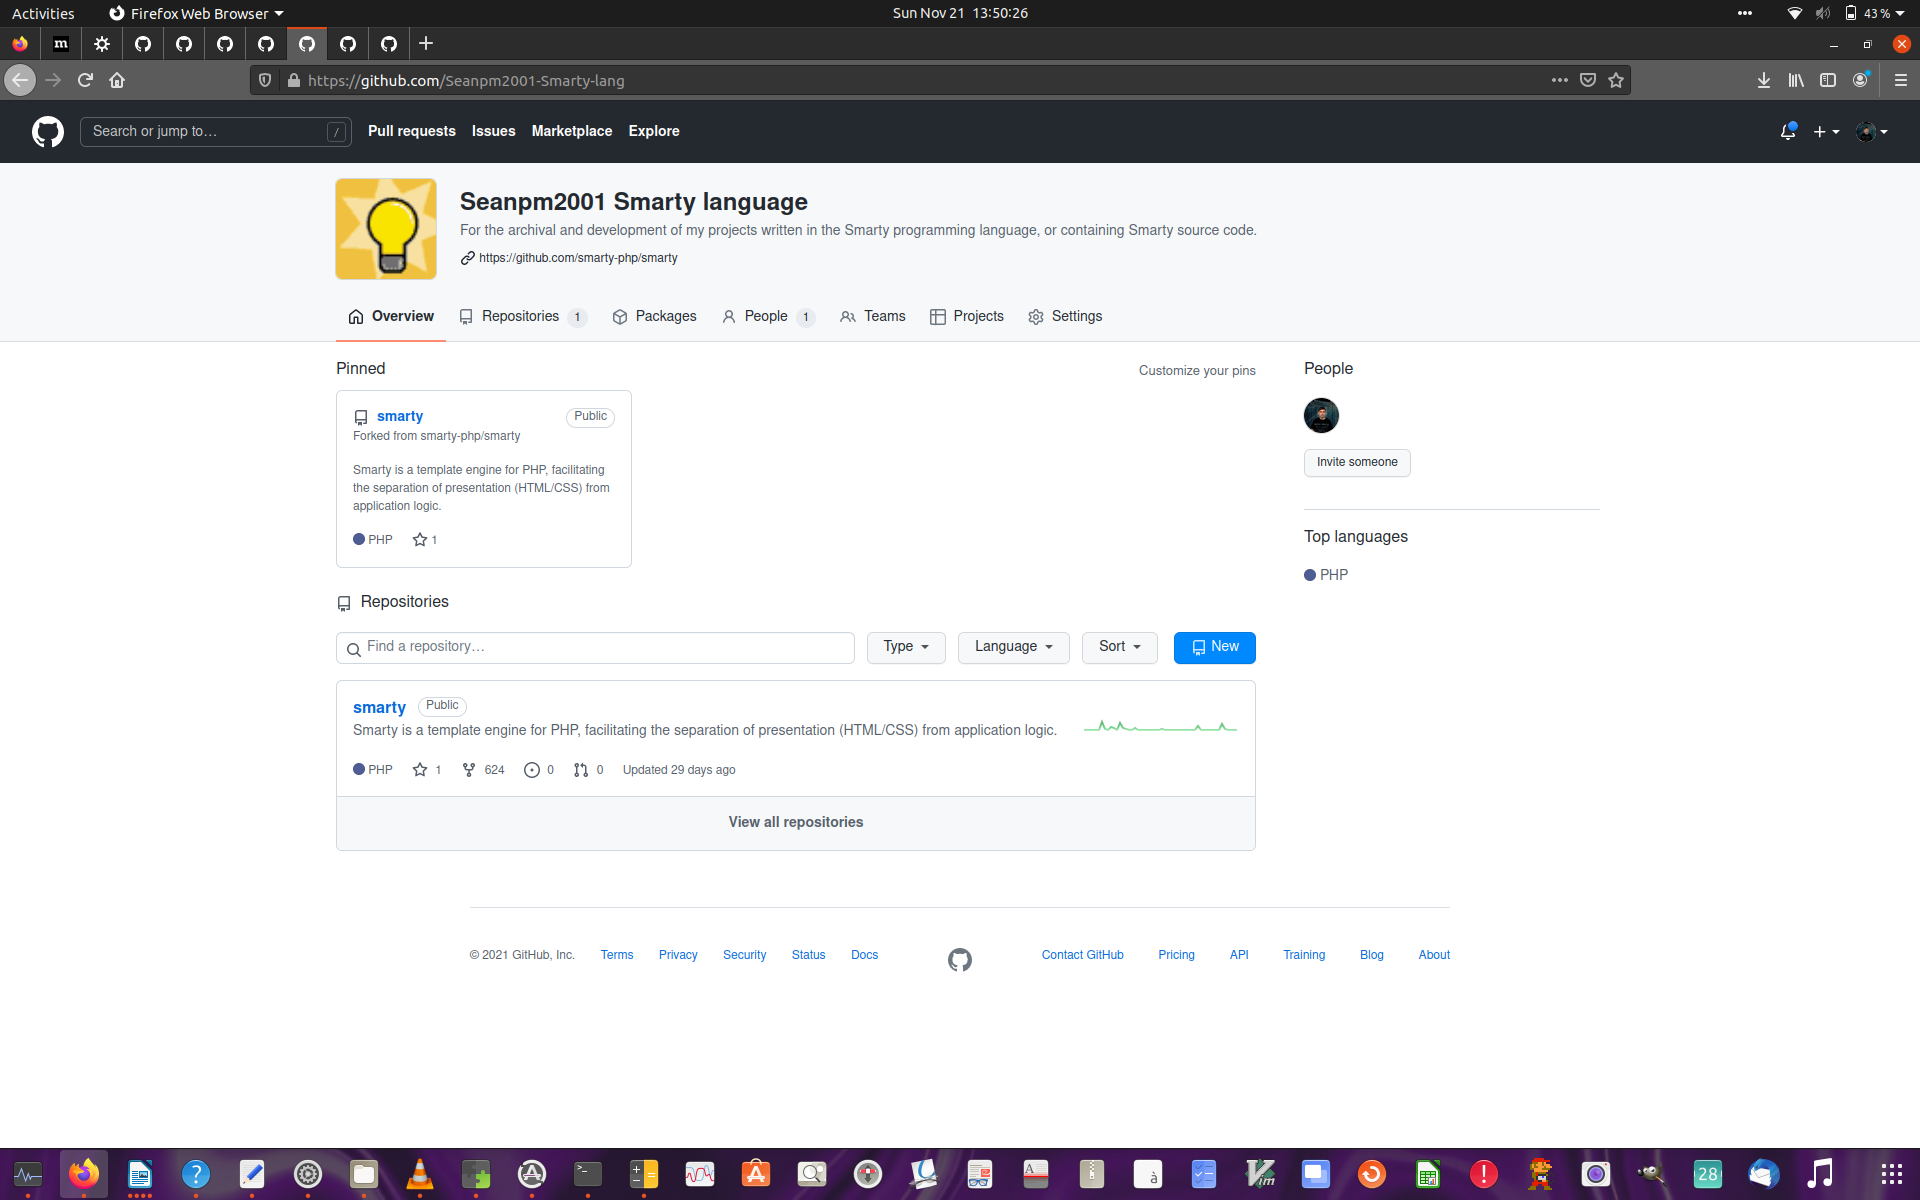 Activities
Firefox Web Browser
Sun Nov 21 13:50:26
43 %
m
https://github.com/Seanpm2001-Smarty-lang
Search or jump to…
/
Pull requests
Issues
Marketplace
Explore
Seanpm2001 Smarty language
For the archival and development of my projects written in the Smarty programming language, or containing Smarty source code.
https://github.com/smarty-php/smarty
Overview
Repositories 1
Packages
People 1
Teams
Projects
Settings
Pinned
Customize your pins
smarty
Public
Forked from smarty-php/smarty
Smarty is a template engine for PHP, facilitating
the separation of presentation (HTML/CSS) from
application logic.
PHP 1
People
Invite someone
Top languages
PHP
Repositories
Find a repository…
Type
Language
Sort
New
smarty
Public
Smarty is a template engine for PHP, facilitating the separation of presentation (HTML/CSS) from application logic.
PHP 1 624 0 0 Updated 29 days ago
View all repositories
© 2021 GitHub, Inc.
Terms
Privacy
Security
Status
Docs
Contact GitHub
Pricing
API
Training
Blog
About
?
A
à
Vim
!
28